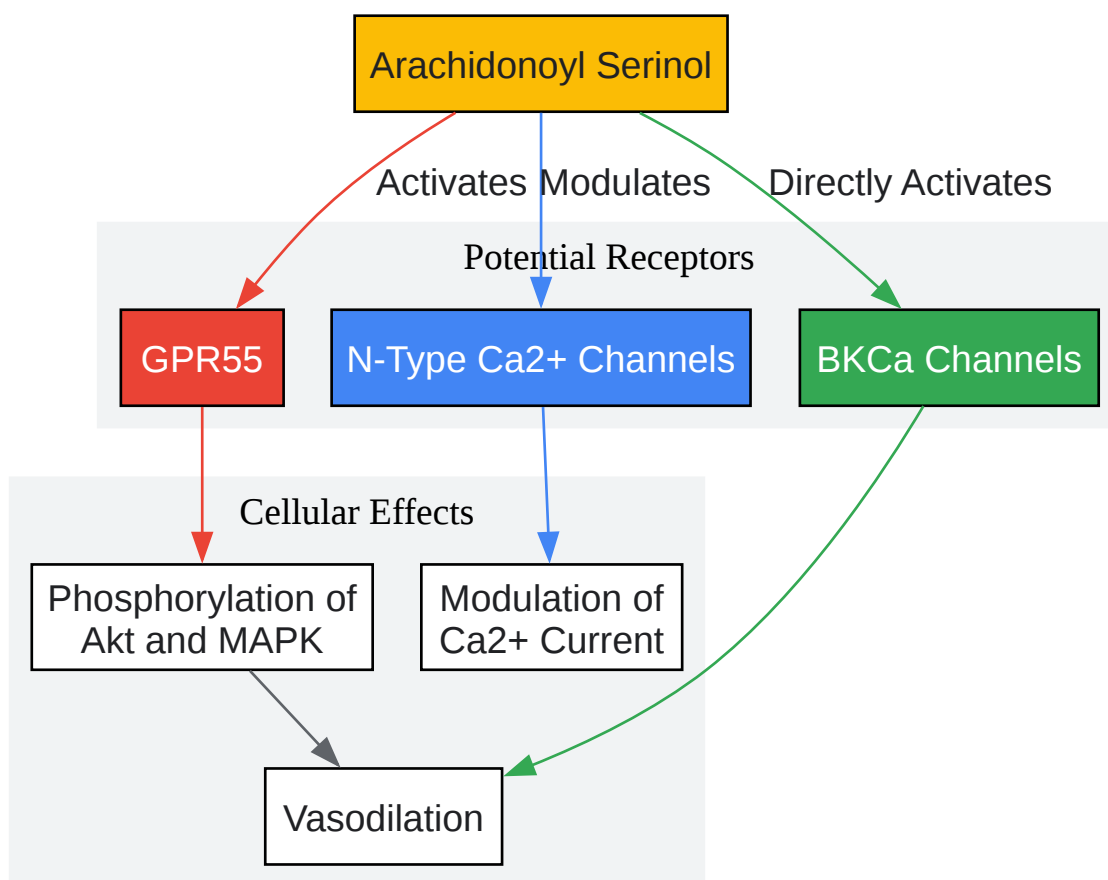 Arachidonoyl Serinol
Activates
Modulates
Directly Activates
Potential Receptors
GPR55
N-Type Ca2+ Channels
BKCa Channels
Cellular Effects
Phosphorylation of
Akt and MAPK
Modulation of
Ca2+ Current
Vasodilation